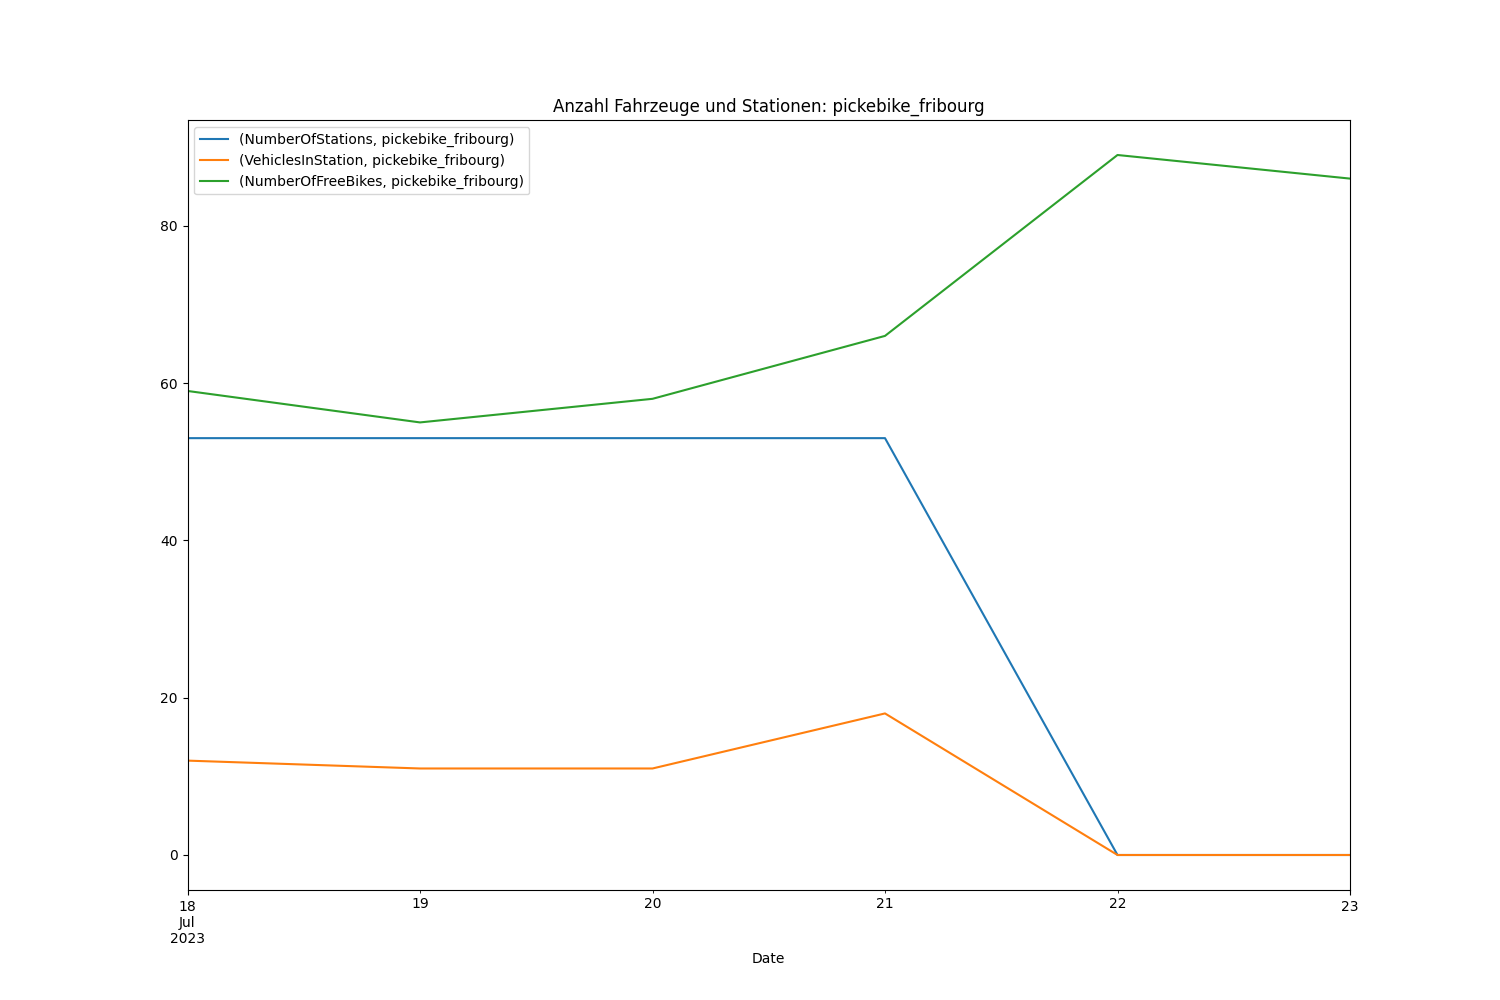 Anzahl Fahrzeuge und Stationen: pickebike_fribourg
(NumberOfStations, pickebike_fribourg)
(VehiclesInStation, pickebike_fribourg)
(NumberOfFreeBikes, pickebike_fribourg)
80
60
40
20
0
18 19 20 21 22 23
Jul
2023
Date